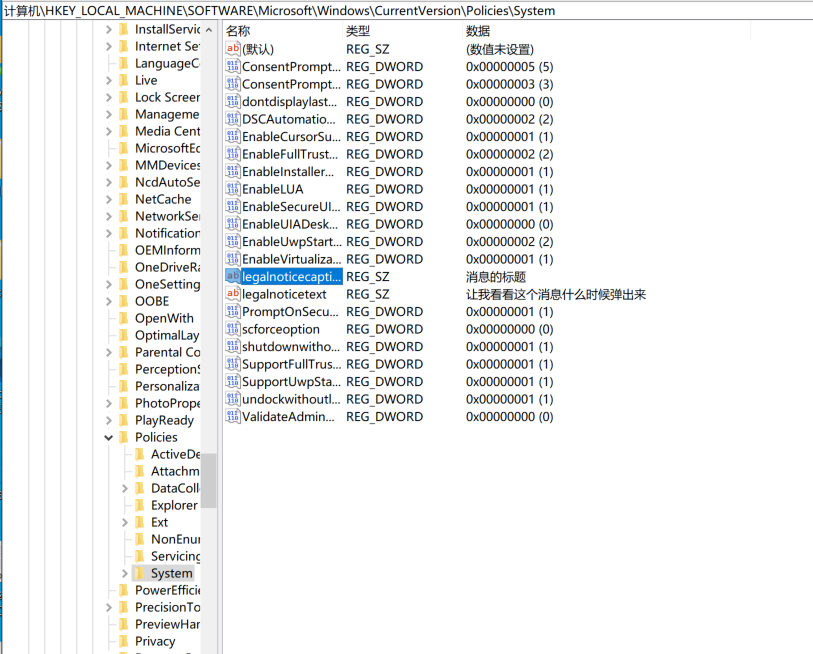 计算机\HKEY_LOCAL_MACHINE\SOFTWARE\Microsoft\Windows\CurrentVersion\Policies\System
InstallServic
Internet Set
LanguageCo
Live
Lock Screen
Manageme
Media Cent
MicrosoftEd
MMDevices
NcdAutoSe
NetCache
NetworkSer
Notification
OEMInform
OneDriveRa
OneSetting
OOBE
OpenWith
OptimalLay
Parental Co
PerceptionS
Personaliza
PhotoPrope
PlayReady
Policies
ActiveDe
Attachm
DataColl
Explorer
Ext
NonEnum
Servicing
System
PowerEfficie
PrecisionTo
PreviewHan
Privacy
名称 类型 数据
(默认) REG_SZ (数值未设置)
ConsentPrompt... REG_DWORD 0x00000005 (5)
ConsentPrompt... REG_DWORD 0x00000003 (3)
dontdisplaylast... REG_DWORD 0x00000000 (0)
DSCAutomatio... REG_DWORD 0x00000002 (2)
EnableCursorSu... REG_DWORD 0x00000001 (1)
EnableFullTrust... REG_DWORD 0x00000002 (2)
EnableInstaller... REG_DWORD 0x00000001 (1)
EnableLUA REG_DWORD 0x00000001 (1)
EnableSecureUI... REG_DWORD 0x00000001 (1)
EnableUIADesk... REG_DWORD 0x00000000 (0)
EnableUwpStart... REG_DWORD 0x00000002 (2)
EnableVirtualiza... REG_DWORD 0x00000001 (1)
legalnoticecapti... REG_SZ 消息的标题
legalnoticetext REG_SZ 让我看看这个消息什么时候弹出来
PromptOnSecu... REG_DWORD 0x00000001 (1)
scforceoption REG_DWORD 0x00000000 (0)
shutdownwitho... REG_DWORD 0x00000001 (1)
SupportFullTrus... REG_DWORD 0x00000001 (1)
SupportUwpSta... REG_DWORD 0x00000001 (1)
undockwithoutl... REG_DWORD 0x00000001 (1)
ValidateAdmin... REG_DWORD 0x00000000 (0)